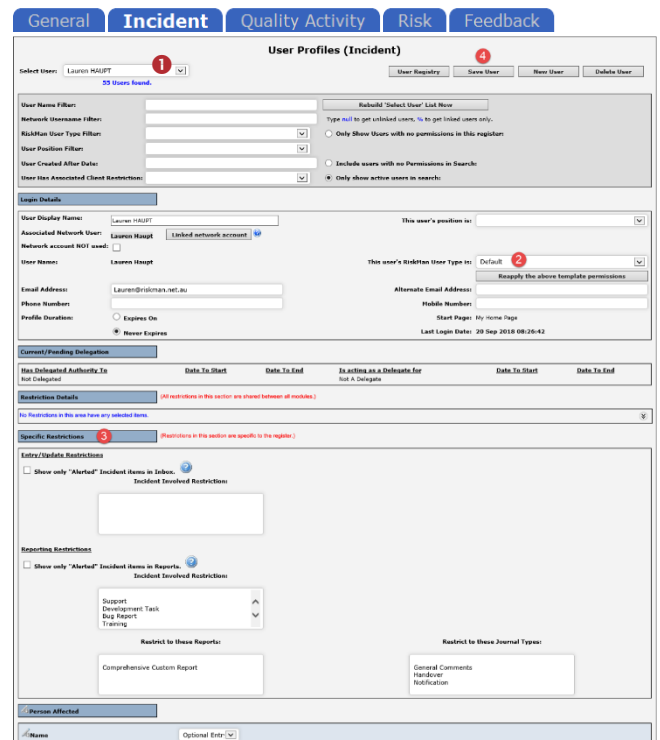 General Incident Quality Activity Risk Feedback
User Profiles (Incident)
4
Select User: Lauren HAUPT 1
User Registry Save User New User Delete User
55 Users found.
User Name Filter: Rebuild 'Select User' List Now
Network Username Filter: Type null to get unlinked users, % to get linked users only.
RiskMan User Type Filter: Only Show Users with no permissions in this register:
User Position Filter:
User Created After Date: Include users with no Permissions in Search:
User Has Associated Client Restriction: Only show active users in search:
Login Details
User Display Name: Lauren HAUPT This user's position is:
Associated Network User: Lauren Haupt Linked network account
Network account NOT used:
User Name: Lauren Haupt This user's RiskMan User Type is: Default 2
Reapply the above template permissions
Email Address: Lauren@riskman.net.au Alternate Email Address:
Phone Number: Mobile Number:
Profile Duration: Expires On Start Page: My Home Page
Never Expires Last Login Date: 20 Sep 2018 08:26:42
Current/Pending Delegation
Has Delegated Authority To Date To Start Date To End Is acting as a Delegate for Date To Start Date To End
Not Delegated Not A Delegate
Restriction Details (All restrictions in this section are shared between all modules.)
No Restrictions in this area have any selected items.
Specific Restrictions 3 (Restrictions in this section are specific to the register.)
Entry/Update Restrictions
Show only "Alerted" Incident items in Inbox. ?
Incident Involved Restriction:
Reporting Restrictions
Show only "Alerted" Incident items in Reports. ?
Incident Involved Restriction:
Support
Development Task
Bug Report
Training
Restrict to these Reports: Restrict to these Journal Types:
Comprehensive Custom Report General Comments
Handover
Notification
Person Affected
Name Optional Entr